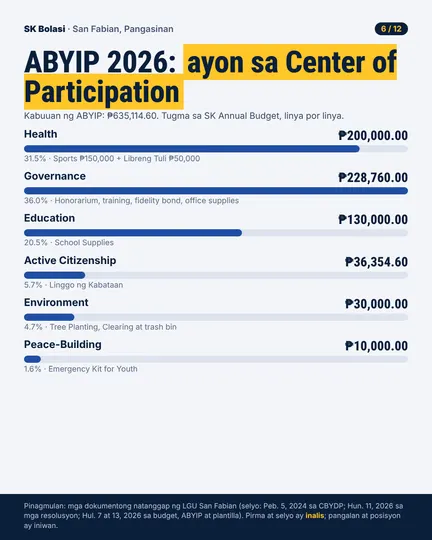 SK Bolasi · San Fabian, Pangasinan
6 / 12
ABYIP 2026: ayon sa Center of
Participation
Kabuuan ng ABYIP: ₱635,114.60. Tugma sa SK Annual Budget, linya por linya.
Health ₱200,000.00
31.5% · Sports ₱150,000 + Libreng Tuli ₱50,000
Governance ₱228,760.00
36.0% · Honorarium, training, fidelity bond, office supplies
Education ₱130,000.00
20.5% · School Supplies
Active Citizenship ₱36,354.60
5.7% · Linggo ng Kabataan
Environment ₱30,000.00
4.7% · Tree Planting, Clearing at trash bin
Peace-Building ₱10,000.00
1.6% · Emergency Kit for Youth
Pinagmulan: mga dokumentong natanggap ng LGU San Fabian (selyo: Peb. 5, 2024 sa CBYDP; Hun. 11, 2026 sa
mga resolusyon; Hul. 7 at 13, 2026 sa budget, ABYIP at plantilla). Pirma at selyo ay inalis; pangalan at posisyon
ay iniwan.